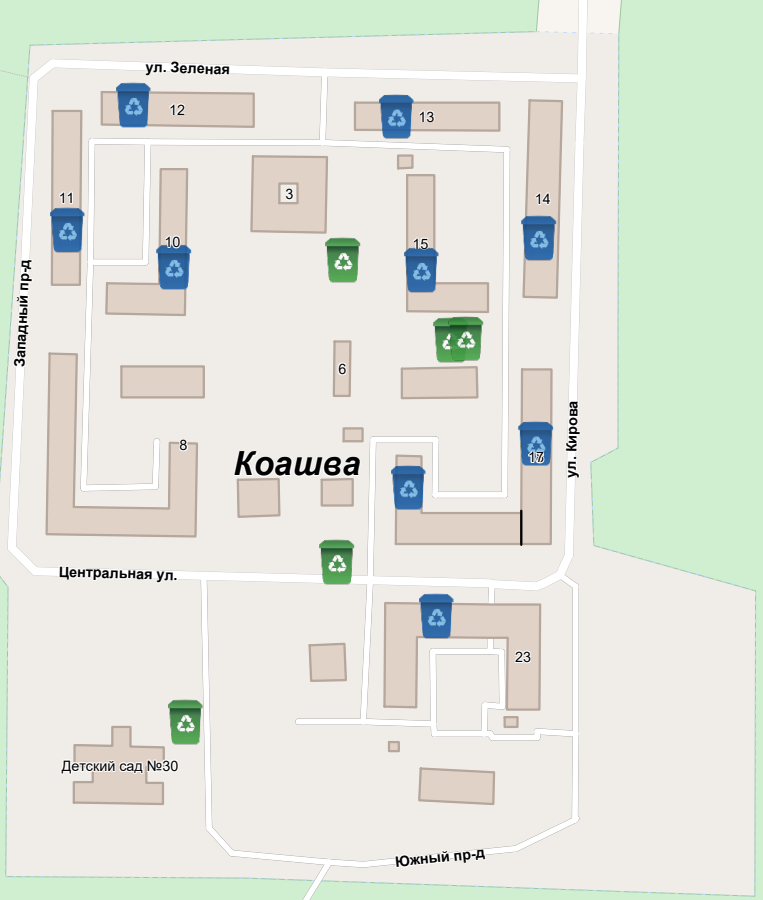 ул. Зеленая
12
13
11
3
14
10
15
Западный пр-д
6
ул. Кирова
8
Коашва
17
Центральная ул.
23
Детский сад №30
Южный пр-д